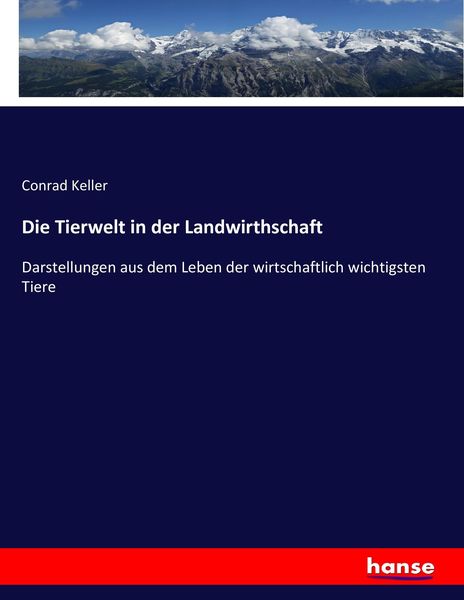 Conrad Keller
Die Tierwelt in der Landwirthschaft
Darstellungen aus dem Leben der wirtschaftlich wichtigsten
Tiere
hanse